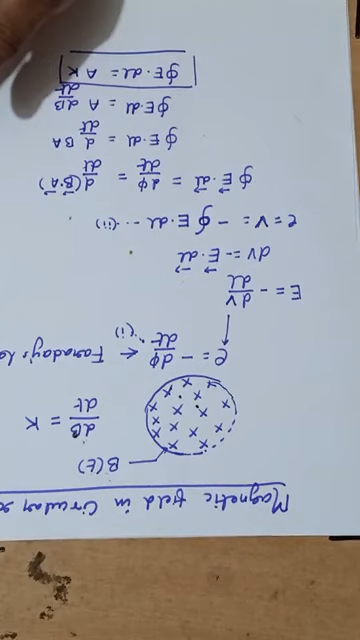 Magnetic field in Circular
B(t)
dB/dt = K
e = - dφ/dt ...(i) ← Faraday's
E = - dV/dl
dV = - E⃗ · dl⃗
e = V = - ∮ E · dl ... (ii)
∮ E⃗ · dl⃗ = dφ/dt = d/dt (B⃗ · A⃗)
∮ E · dl = d/dt BA
∮ E · dl = A dB/dt
∮ E · dl = A K